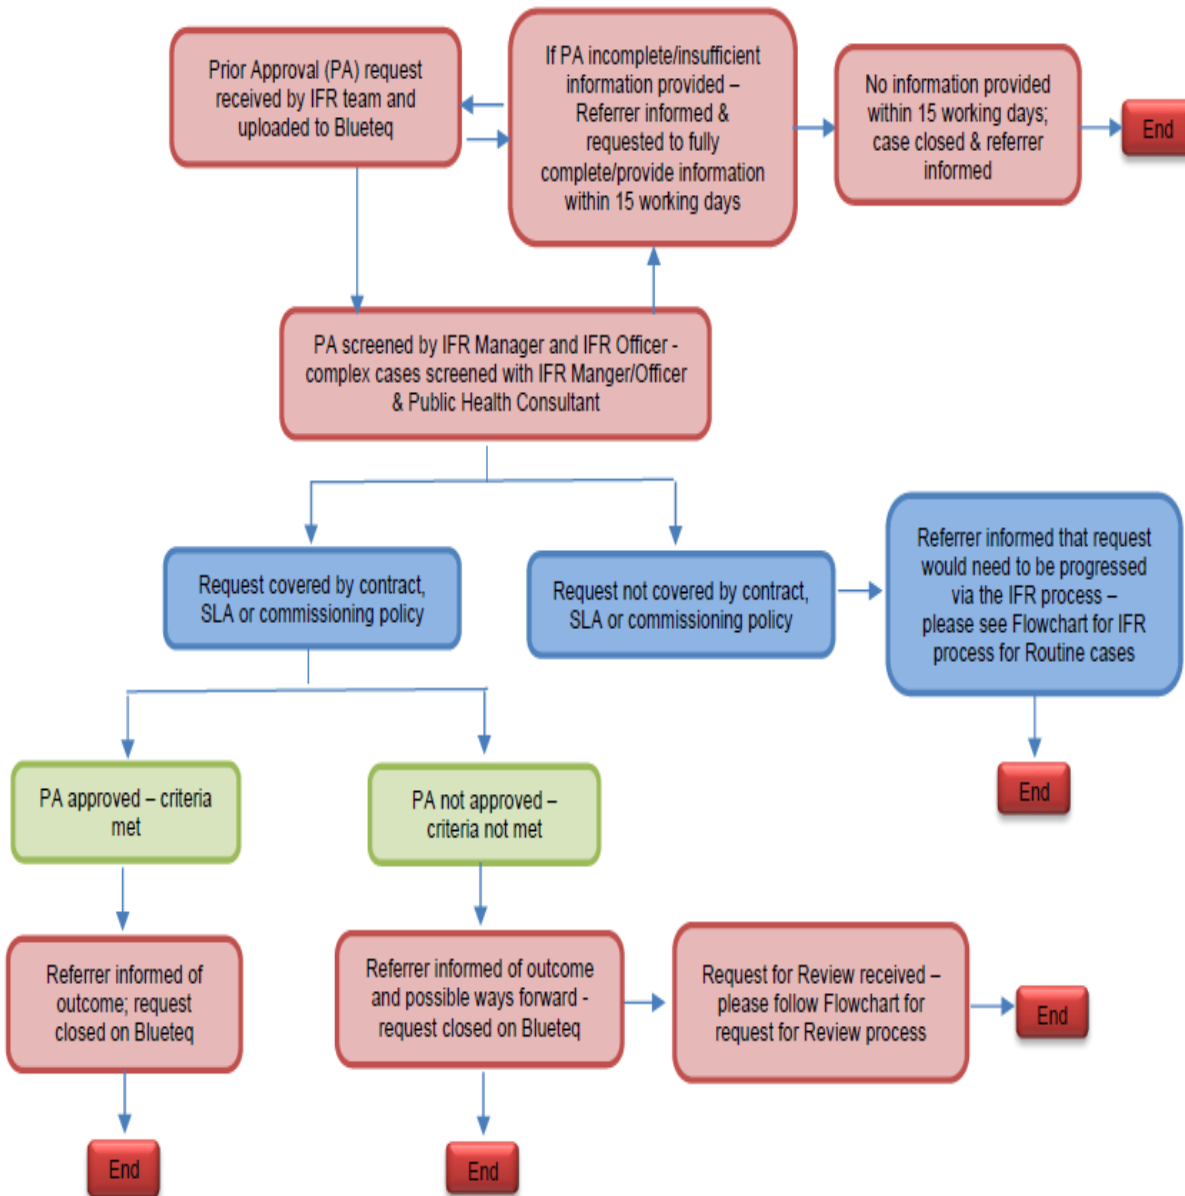 Prior Approval (PA) request
received by IFR team and
uploaded to Blueteq
If PA incomplete/insufficient
information provided –
Referrer informed &
requested to fully
complete/provide information
within 15 working days
No information provided
within 15 working days;
case closed & referrer
informed
End
PA screened by IFR Manager and IFR Officer -
complex cases screened with IFR Manger/Officer
& Public Health Consultant
Request covered by contract,
SLA or commissioning policy
Request not covered by contract,
SLA or commissioning policy
Referrer informed that request
would need to be progressed
via the IFR process –
please see Flowchart for IFR
process for Routine cases
End
PA approved – criteria
met
PA not approved –
criteria not met
Referrer informed of
outcome; request
closed on Blueteq
Referrer informed of outcome
and possible ways forward -
request closed on Blueteq
Request for Review received –
please follow Flowchart for
request for Review process
End
End
End